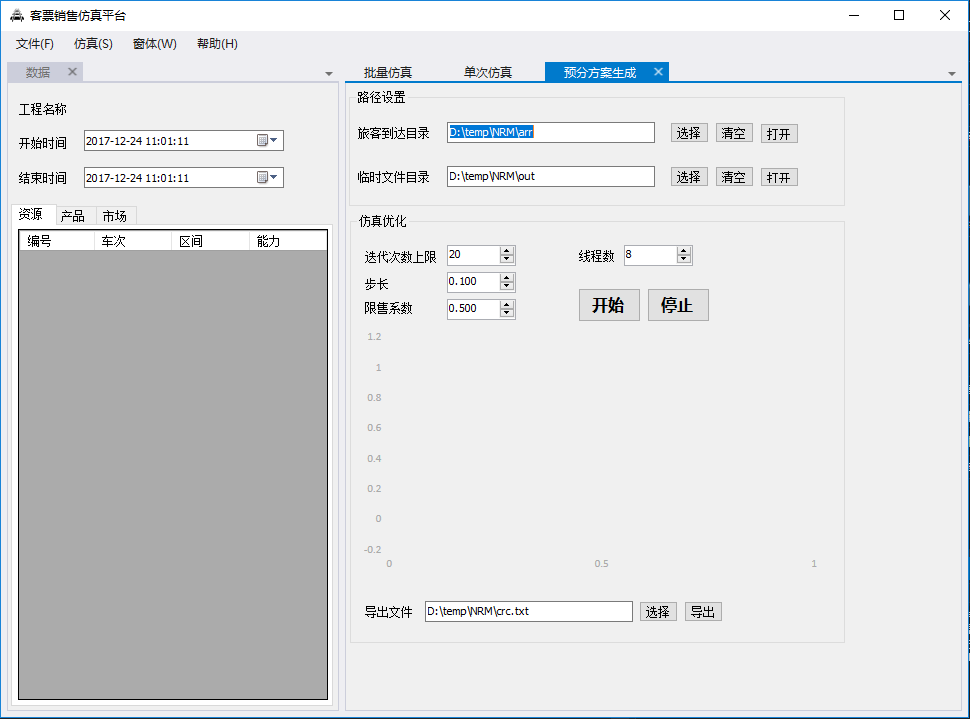 客票销售仿真平台
文件(F) 仿真(S) 窗体(W) 帮助(H)
数据
工程名称
开始时间 2017-12-24 11:01:11
结束时间 2017-12-24 11:01:11
资源 产品 市场
编号 车次 区间 能力
批量仿真 单次仿真 预分方案生成
路径设置
旅客到达目录 D:\temp\NRM\arr 选择 清空 打开
临时文件目录 D:\temp\NRM\out 选择 清空 打开
仿真优化
迭代次数上限 20 线程数 8
步长 0.100
限售系数 0.500
开始 停止
1.2
1
0.8
0.6
0.4
0.2
0
-0.2
0 0.5 1
导出文件 D:\temp\NRM\crc.txt 选择 导出